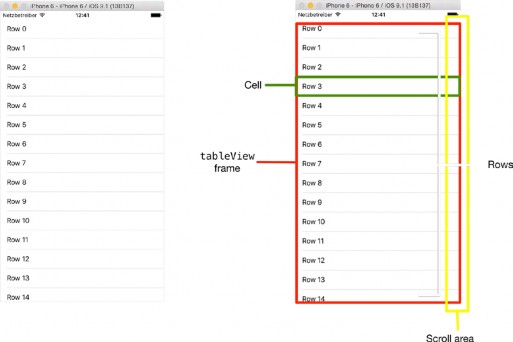 iPhone 6 – iPhone 6 / iOS 9.1 (13B137)
Netzbetreiber 12:41
Row 0
Row 1
Row 2
Row 3
Row 4
Row 5
Row 6
Row 7
Row 8
Row 9
Row 10
Row 11
Row 12
Row 13
Row 14
iPhone 6 – iPhone 6 / iOS 9.1 (13B137)
Netzbetreiber 12:41
Row 0
Row 1
Row 2
Row 3
Row 4
Row 5
Row 6
Row 7
Row 8
Row 9
Row 10
Row 11
Row 12
Row 13
Row 14
Cell
tableView
frame
Rows
Scroll area